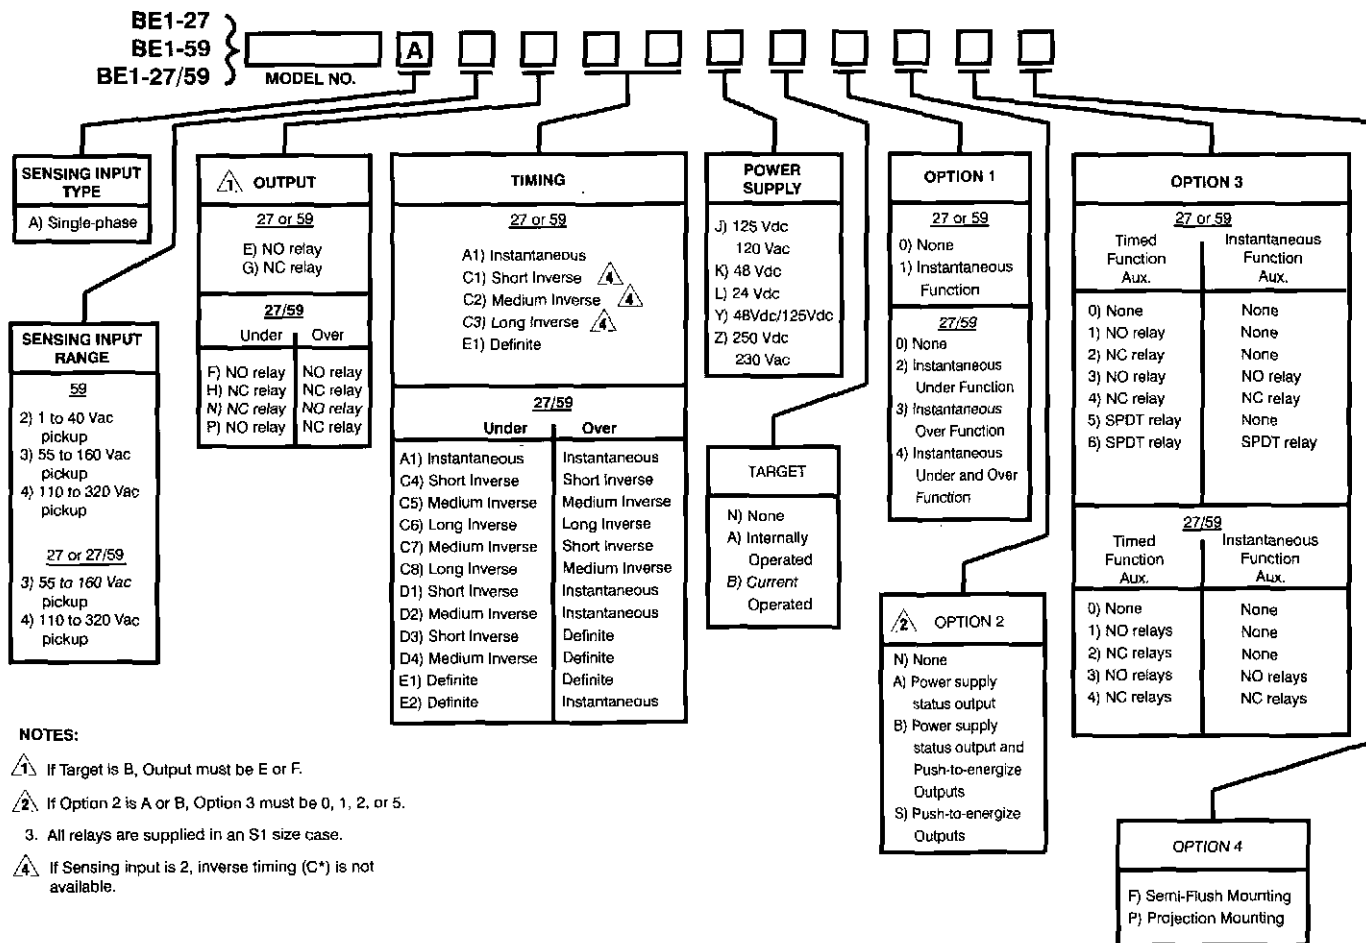 BE1-27
BE1-59
BE1-27/59
MODEL NO.
A
SENSING INPUT
TYPE
A) Single-phase
SENSING INPUT
RANGE
59
2) 1 to 40 Vac
pickup
3) 55 to 160 Vac
pickup
4) 110 to 320 Vac
pickup
27 or 27/59
3) 55 to 160 Vac
pickup
4) 110 to 320 Vac
pickup
1 OUTPUT
27 or 59
E) NO relay
G) NC relay
27/59
Under Over
F) NO relay NO relay
H) NC relay NC relay
N) NC relay NO relay
P) NO relay NC relay
TIMING
27 or 59
A1) Instantaneous
C1) Short Inverse 4
C2) Medium Inverse 4
C3) Long Inverse 4
E1) Definite
27/59
Under Over
A1) Instantaneous Instantaneous
C4) Short Inverse Short Inverse
C5) Medium Inverse Medium Inverse
C6) Long Inverse Long Inverse
C7) Medium Inverse Short Inverse
C8) Long Inverse Medium Inverse
D1) Short Inverse Instantaneous
D2) Medium Inverse Instantaneous
D3) Short Inverse Definite
D4) Medium Inverse Definite
E1) Definite Definite
E2) Definite Instantaneous
POWER
SUPPLY
J) 125 Vdc
120 Vac
K) 48 Vdc
L) 24 Vdc
Y) 48Vdc/125Vdc
Z) 250 Vdc
230 Vac
TARGET
N) None
A) Internally
Operated
B) Current
Operated
OPTION 1
27 or 59
0) None
1) Instantaneous
Function
27/59
0) None
2) Instantaneous
Under Function
3) Instantaneous
Over Function
4) Instantaneous
Under and Over
Function
2 OPTION 2
N) None
A) Power supply
status output
B) Power supply
status output and
Push-to-energize
Outputs
S) Push-to-energize
Outputs
OPTION 3
27 or 59
Timed Instantaneous
Function Function
Aux. Aux.
0) None None
1) NO relay None
2) NC relay None
3) NO relay NO relay
4) NC relay NC relay
5) SPDT relay None
6) SPDT relay SPDT relay
27/59
Timed Instantaneous
Function Function
Aux. Aux.
0) None None
1) NO relays None
2) NC relays None
3) NO relays NO relays
4) NC relays NC relays
OPTION 4
F) Semi-Flush Mounting
P) Projection Mounting
NOTES:
1 If Target is B, Output must be E or F.
2 If Option 2 is A or B, Option 3 must be 0, 1, 2, or 5.
3. All relays are supplied in an S1 size case.
4 If Sensing input is 2, inverse timing (C*) is not
available.